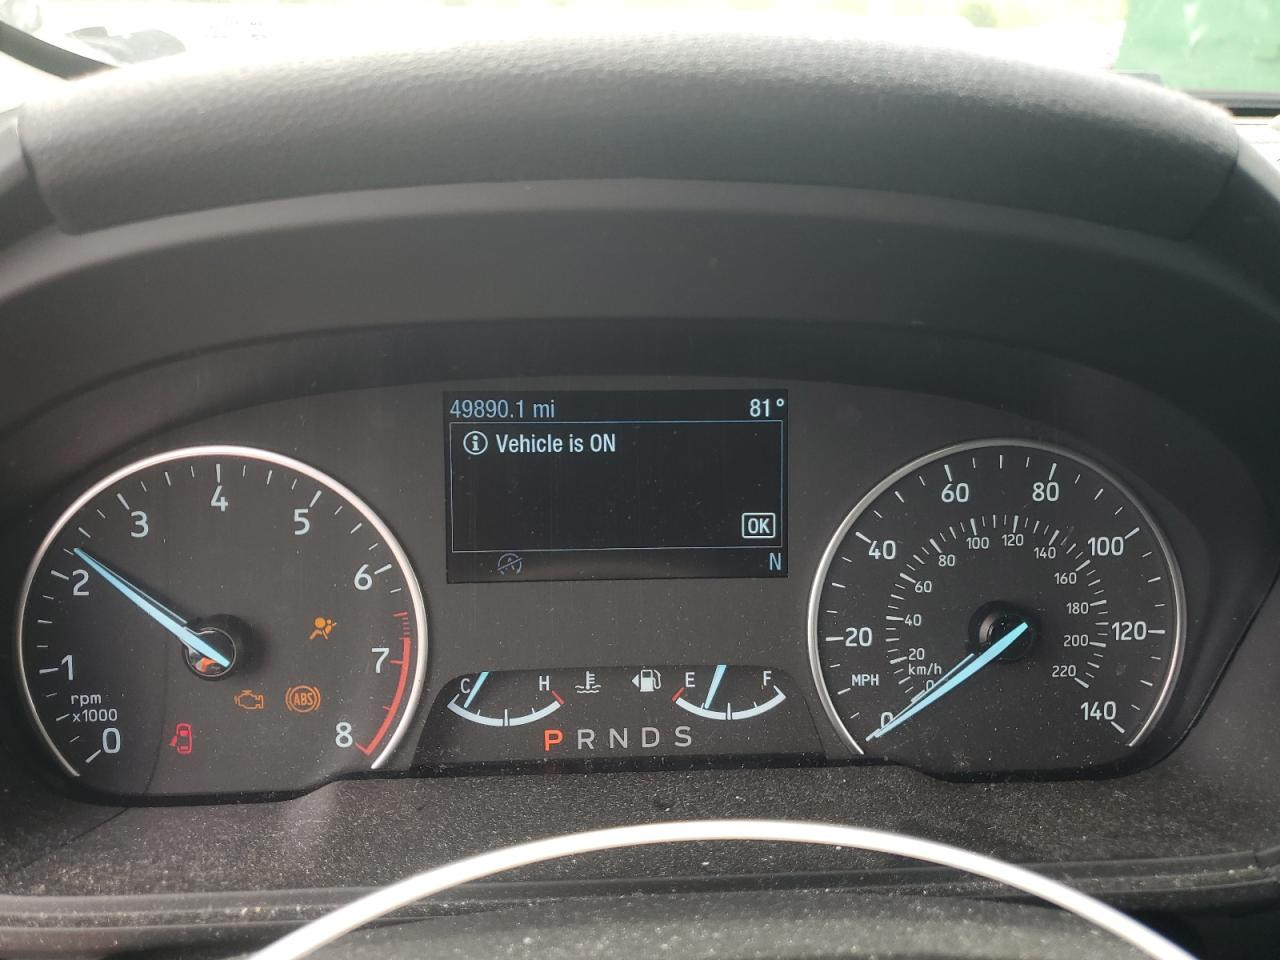 49890.1 mi 81°
Vehicle is ON
OK
N
0 1 2 3 4 5 6 7 8
rpm
x1000
ABS
C H
E F
P R N D S
0 20 40 60 80 100 120 140
MPH
0 20 40 60 80 100 120 140 160 180 200 220
km/h